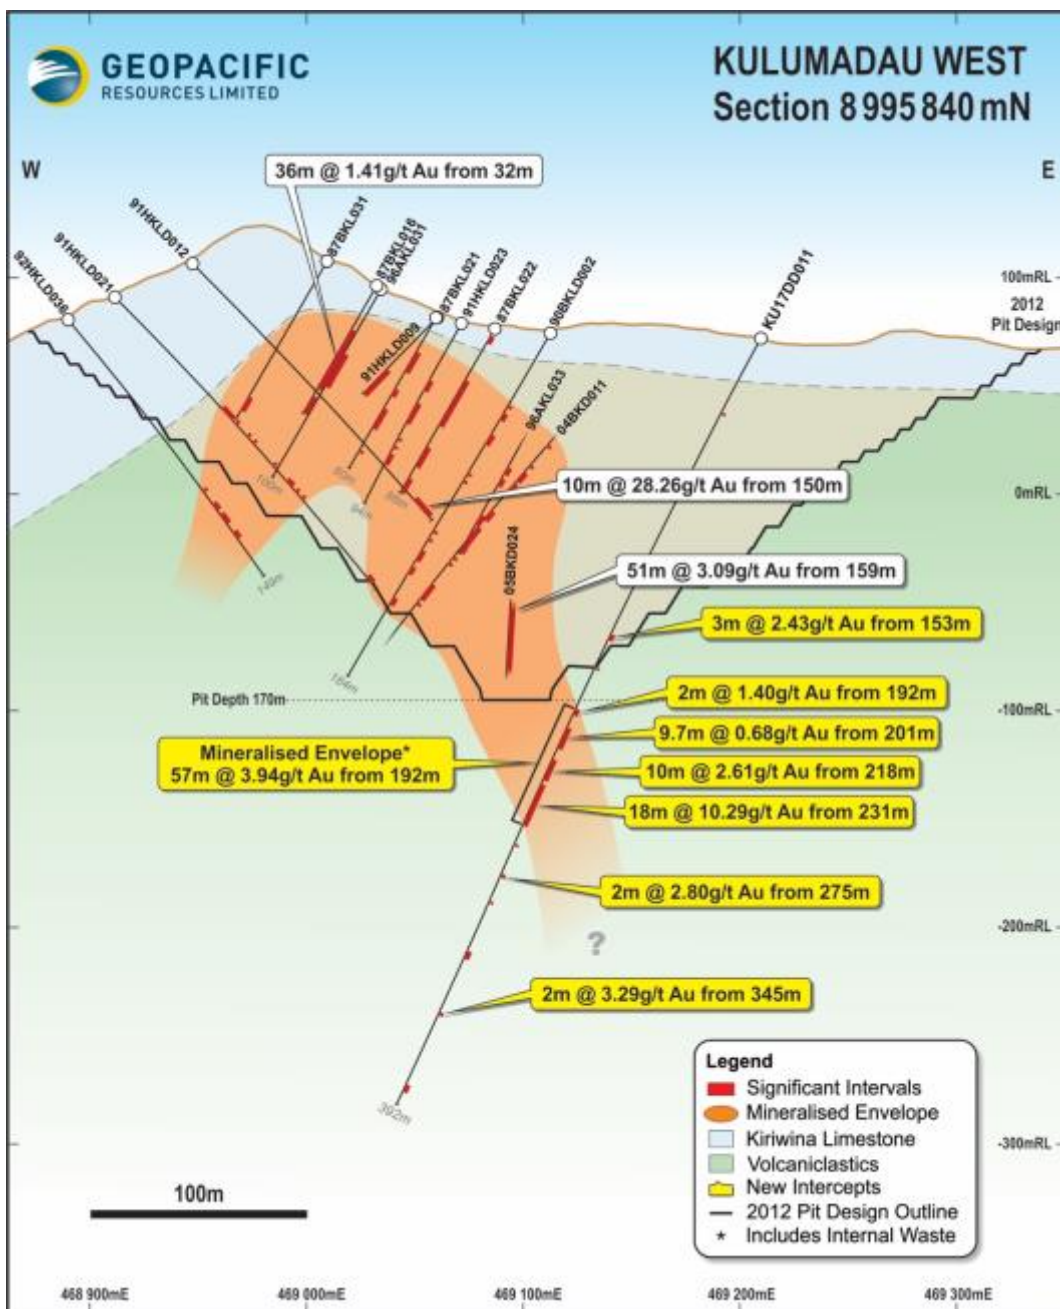 GEOPACIFIC
RESOURCES LIMITED
KULUMADAU WEST
Section 8 995 840 mN
W
E
36m @ 1.41g/t Au from 32m
92HKLD036
91HKLD021
91HKLD012
87BKL031
87BKL016
96AKL031
91HKLD009
87BKL021
91HKLD023
87BKL022
90BKLD002
96AKL033
04BKD011
KU17DD011
100mRL
2012
Pit Design
100m
94m
10m @ 28.26g/t Au from 150m
0mRL
05BKD024
51m @ 3.09g/t Au from 159m
149m
184m
3m @ 2.43g/t Au from 153m
Pit Depth 170m
2m @ 1.40g/t Au from 192m
-100mRL
9.7m @ 0.68g/t Au from 201m
Mineralised Envelope*
57m @ 3.94g/t Au from 192m
10m @ 2.61g/t Au from 218m
18m @ 10.29g/t Au from 231m
2m @ 2.80g/t Au from 275m
-200mRL
?
2m @ 3.29g/t Au from 345m
392m
-300mRL
Legend
Significant Intervals
Mineralised Envelope
Kiriwina Limestone
Volcaniclastics
New Intercepts
2012 Pit Design Outline
* Includes Internal Waste
100m
468 900mE
469 000mE
469 100mE
469 200mE
469 300mE